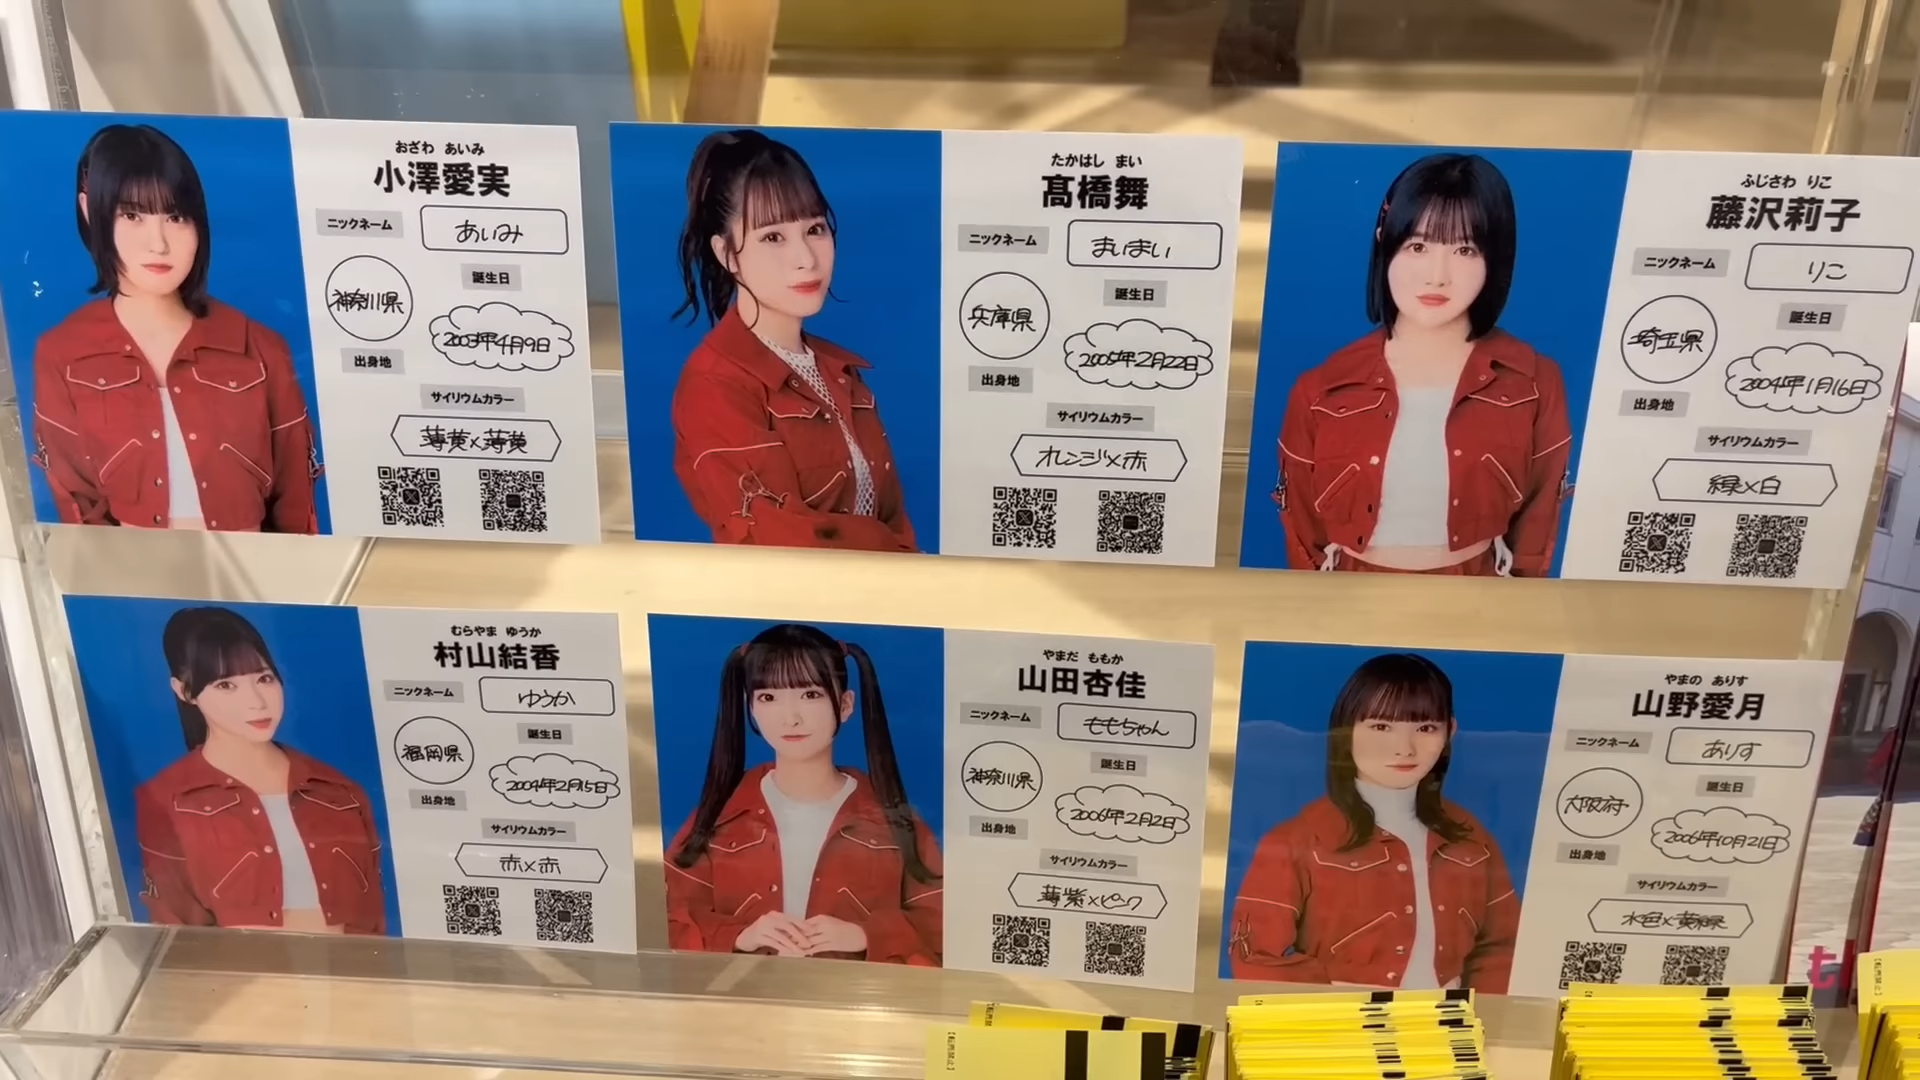 おざわ あいみ
小澤愛実
ニックネーム
あいみ
神奈川県
出身地
誕生日
2003年4月9日
サイリウムカラー
薄黄×薄黄
たかはし まい
髙橋舞
ニックネーム
まいまい
兵庫県
出身地
誕生日
2005年2月22日
サイリウムカラー
オレンジ×赤
ふじさわ りこ
藤沢莉子
ニックネーム
りこ
埼玉県
出身地
誕生日
2004年1月16日
サイリウムカラー
緑×白
むらやま ゆうか
村山結香
ニックネーム
ゆうか
福岡県
出身地
誕生日
2004年2月15日
サイリウムカラー
赤×赤
やまだ ももか
山田杏佳
ニックネーム
ももちゃん
神奈川県
出身地
誕生日
2006年2月2日
サイリウムカラー
薄紫×ピンク
やまの ありす
山野愛月
ニックネーム
ありす
大阪府
出身地
誕生日
2006年10月21日
サイリウムカラー
水色×黄緑